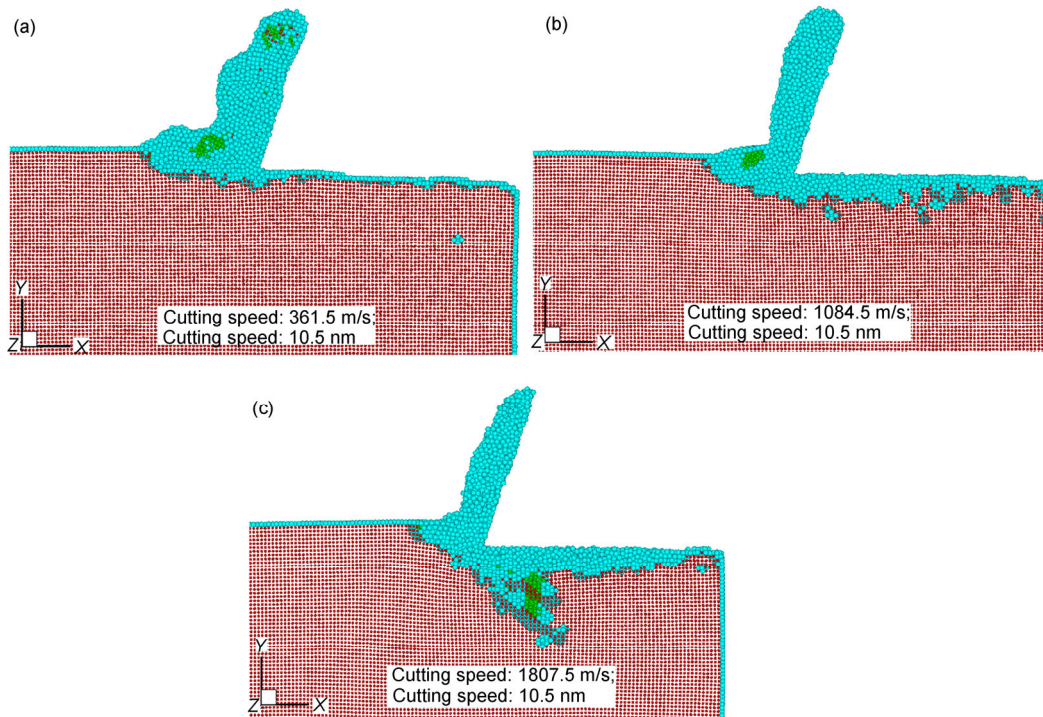 (a)
Cutting speed: 361.5 m/s;
Cutting speed: 10.5 nm
Y
Z
X
(b)
Cutting speed: 1084.5 m/s;
Cutting speed: 10.5 nm
Y
Z
X
(c)
Cutting speed: 1807.5 m/s;
Cutting speed: 10.5 nm
Y
Z
X